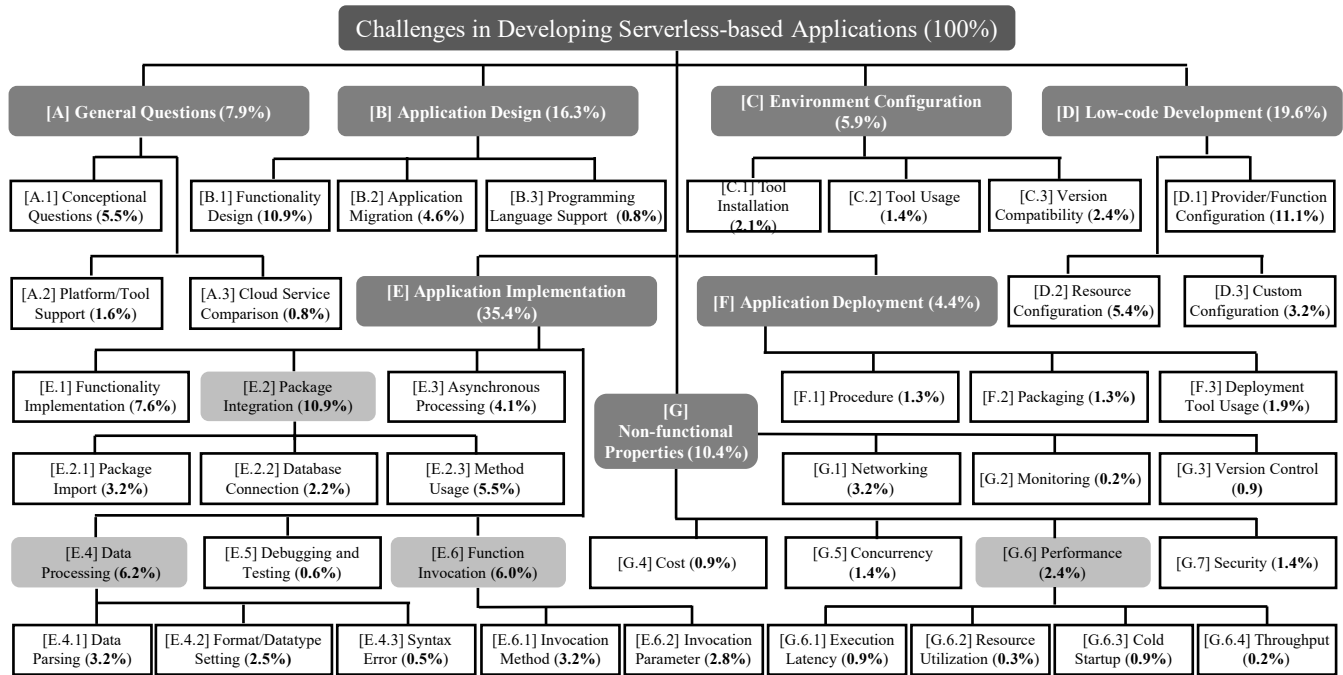 Challenges in Developing Serverless-based Applications (100%)
[A] General Questions (7.9%)
[B] Application Design (16.3%)
[C] Environment Configuration
(5.9%)
[D] Low-code Development (19.6%)
[A.1] Conceptional
Questions (5.5%)
[B.1] Functionality
Design (10.9%)
[B.2] Application
Migration (4.6%)
[B.3] Programming
Language Support (0.8%)
[C.1] Tool
Installation
(2.1%)
[C.2] Tool Usage
(1.4%)
[C.3] Version
Compatibility (2.4%)
[D.1] Provider/Function
Configuration (11.1%)
[A.2] Platform/Tool
Support (1.6%)
[A.3] Cloud Service
Comparison (0.8%)
[E] Application Implementation
(35.4%)
[F] Application Deployment (4.4%)
[D.2] Resource
Configuration (5.4%)
[D.3] Custom
Configuration (3.2%)
[E.1] Functionality
Implementation (7.6%)
[E.2] Package
Integration (10.9%)
[E.3] Asynchronous
Processing (4.1%)
[G]
Non-functional
Properties (10.4%)
[F.1] Procedure (1.3%)
[F.2] Packaging (1.3%)
[F.3] Deployment
Tool Usage (1.9%)
[E.2.1] Package
Import (3.2%)
[E.2.2] Database
Connection (2.2%)
[E.2.3] Method
Usage (5.5%)
[G.1] Networking
(3.2%)
[G.2] Monitoring (0.2%)
[G.3] Version Control
(0.9)
[E.4] Data
Processing (6.2%)
[E.5] Debugging and
Testing (0.6%)
[E.6] Function
Invocation (6.0%)
[G.4] Cost (0.9%)
[G.5] Concurrency
(1.4%)
[G.6] Performance
(2.4%)
[G.7] Security (1.4%)
[E.4.1] Data
Parsing (3.2%)
[E.4.2] Format/Datatype
Setting (2.5%)
[E.4.3] Syntax
Error (0.5%)
[E.6.1] Invocation
Method (3.2%)
[E.6.2] Invocation
Parameter (2.8%)
[G.6.1] Execution
Latency (0.9%)
[G.6.2] Resource
Utilization (0.3%)
[G.6.3] Cold
Startup (0.9%)
[G.6.4] Throughput
(0.2%)